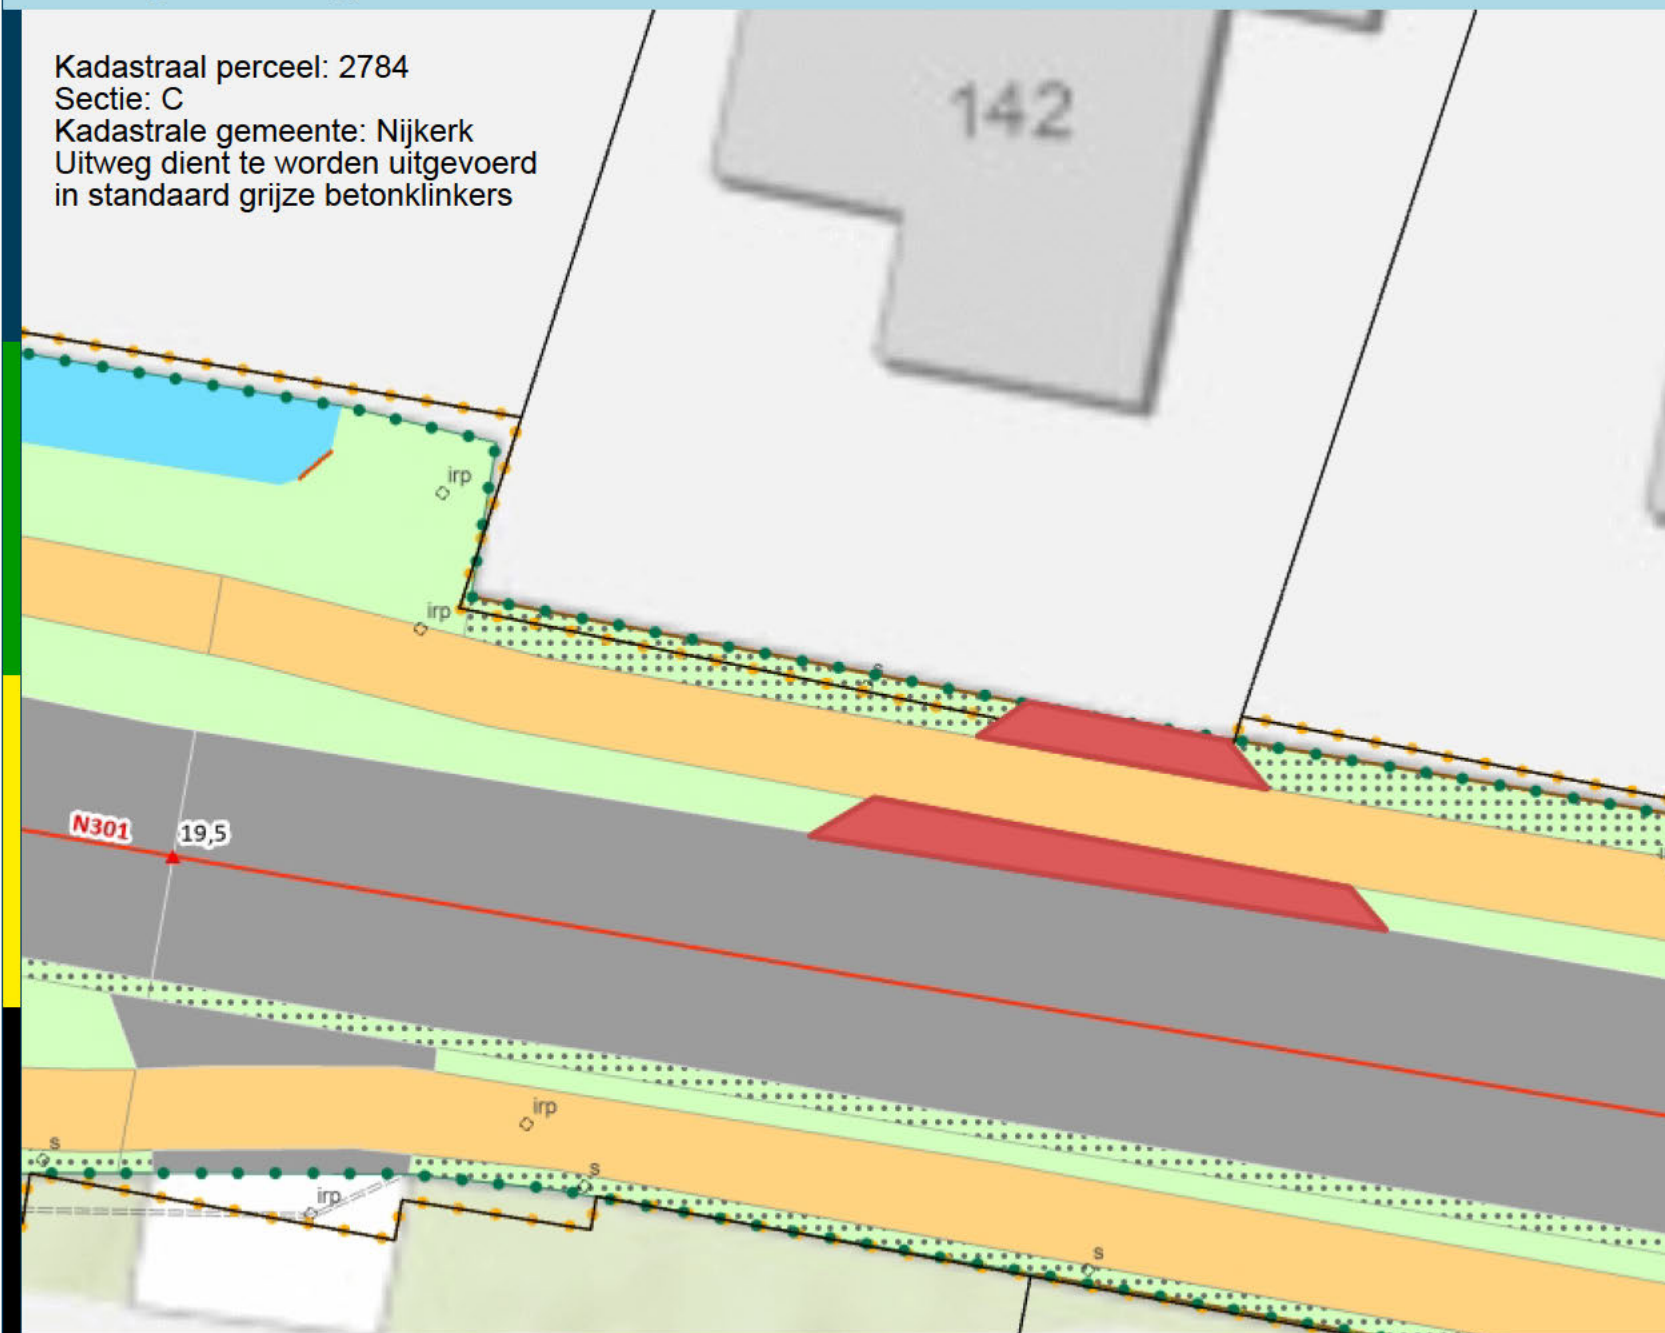 Kadastraal perceel: 2784
Sectie: C
Kadastrale gemeente: Nijkerk
Uitweg dient te worden uitgevoerd
in standaard grijze betonklinkers
142
irp
irp
s
N301
19,5
irp
s
s
irp
s